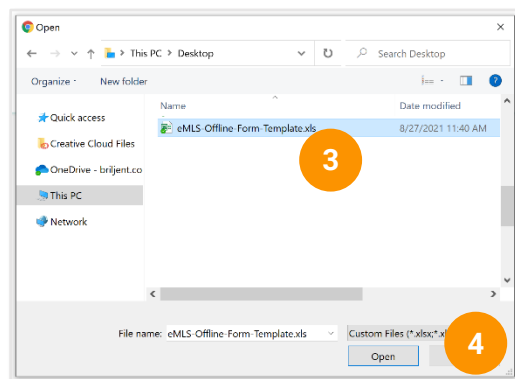 Open
This PC > Desktop
Search Desktop
Organize
New folder
Name
Date modified
Quick access
eMLS-Offline-Form-Template.xls
8/27/2021 11:40 AM
3
Creative Cloud Files
OneDrive - briljent.co
This PC
Network
File name: eMLS-Offline-Form-Template.xls
Custom Files (*.xlsx;*.xl
4
Open